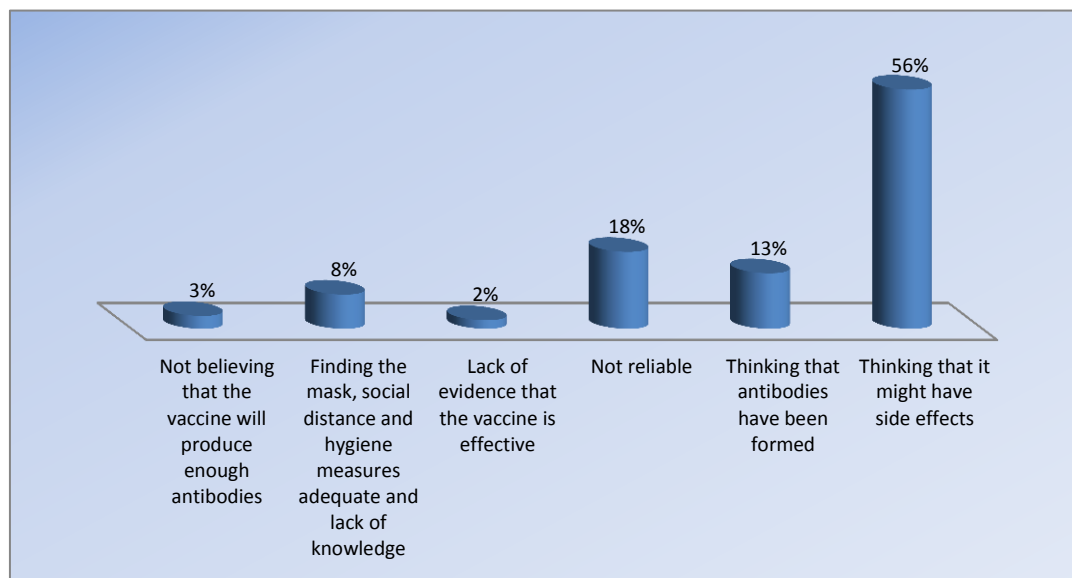 56%
18%
13%
8%
3%
2%
Not believing
that the
vaccine will
produce
enough
antibodies
Finding the
mask, social
distance and
hygiene
measures
adequate and
lack of
knowledge
Lack of
evidence that
the vaccine is
effective
Not reliable
Thinking that
antibodies
have been
formed
Thinking that it
might have
side effects